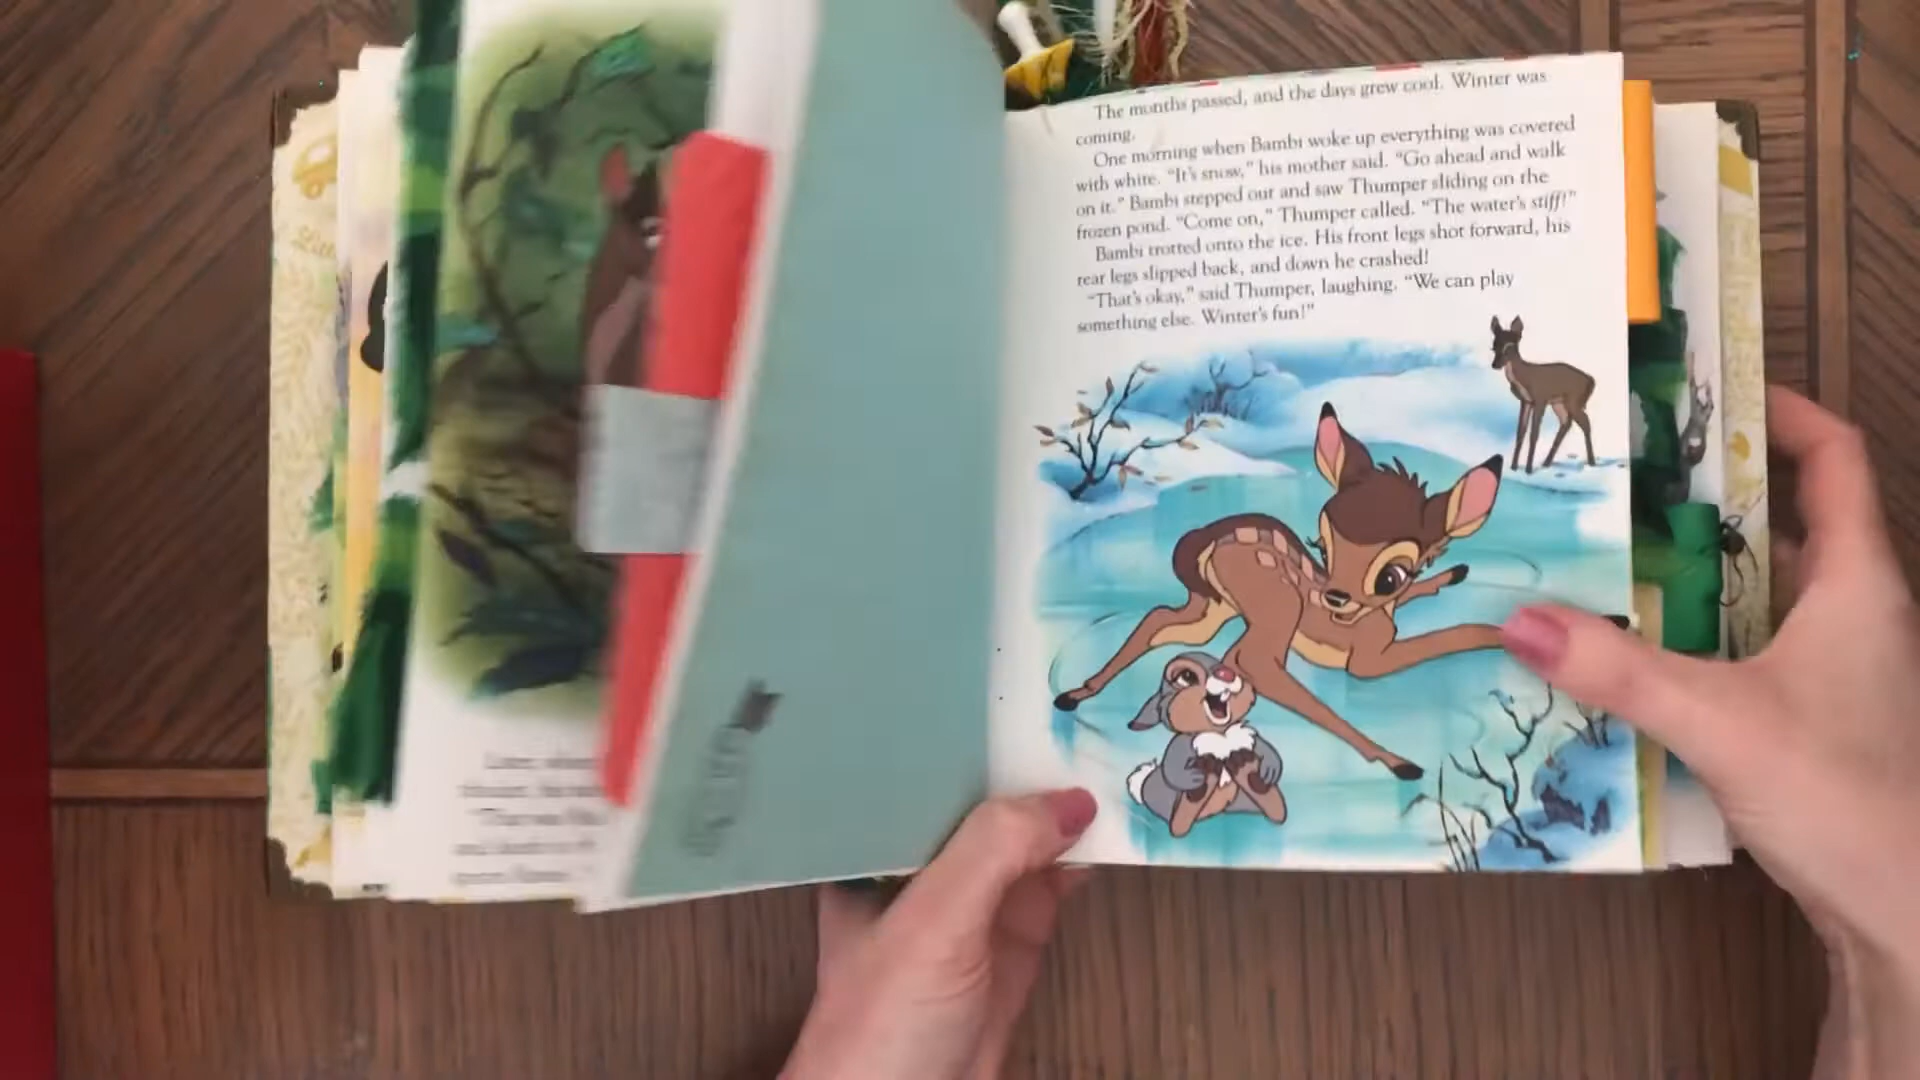 The months passed, and the days grew cool. Winter was
coming.
One morning when Bambi woke up everything was covered
with white. “It’s snow,” his mother said. “Go ahead and walk
on it.” Bambi stepped out and saw Thumper sliding on the
frozen pond. “Come on,” Thumper called. “The water’s stiff!”
Bambi trotted onto the ice. His front legs shot forward, his
rear legs slipped back, and down he crashed!
“That’s okay,” said Thumper, laughing. “We can play
something else. Winter’s fun!”